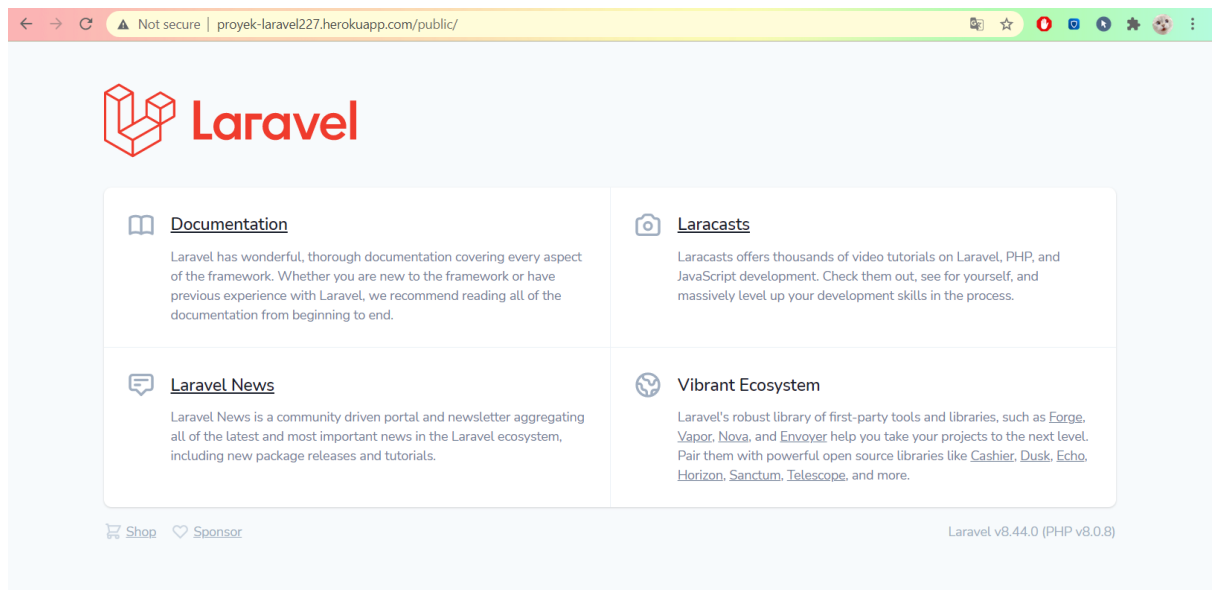 Not secure | proyek-laravel227.herokuapp.com/public/
Laravel
Documentation
Laravel has wonderful, thorough documentation covering every aspect
of the framework. Whether you are new to the framework or have
previous experience with Laravel, we recommend reading all of the
documentation from beginning to end.
Laracasts
Laracasts offers thousands of video tutorials on Laravel, PHP, and
JavaScript development. Check them out, see for yourself, and
massively level up your development skills in the process.
Laravel News
Laravel News is a community driven portal and newsletter aggregating
all of the latest and most important news in the Laravel ecosystem,
including new package releases and tutorials.
Vibrant Ecosystem
Laravel's robust library of first-party tools and libraries, such as Forge,
Vapor, Nova, and Envoyer help you take your projects to the next level.
Pair them with powerful open source libraries like Cashier, Dusk, Echo,
Horizon, Sanctum, Telescope, and more.
Shop Sponsor
Laravel v8.44.0 (PHP v8.0.8)